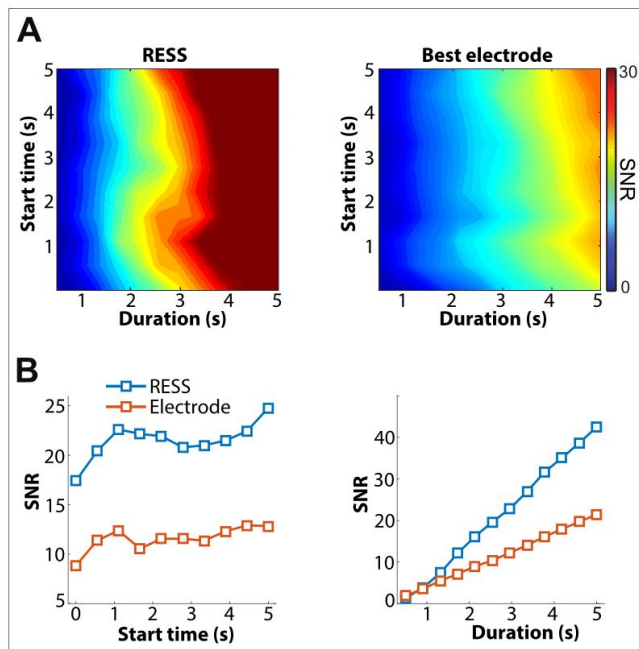 A
RESS
Best electrode
5
4
3
2
1
Start time (s)
1 2 3 4 5
Duration (s)
5
4
3
2
1
Start time (s)
1 2 3 4 5
Duration (s)
30
SNR
0
B
RESS
Electrode
25
20
15
10
5
SNR
0 1 2 3 4 5
Start time (s)
40
30
20
10
0
SNR
1 2 3 4 5
Duration (s)